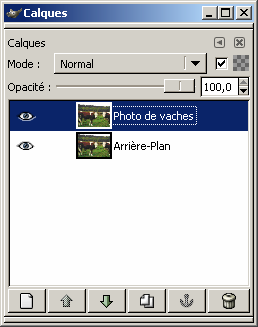 Calques
Calques
Mode : Normal
Opacité : 100,0
Photo de vaches
Arrière-Plan